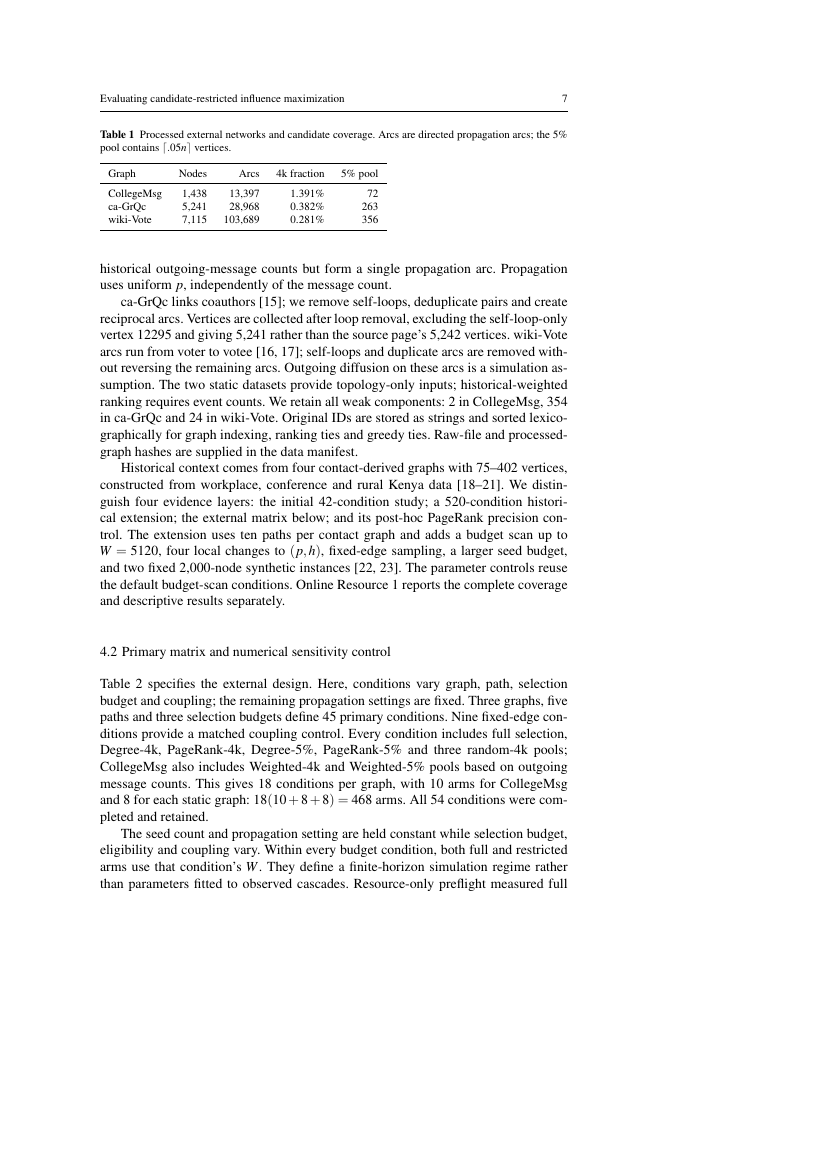 Evaluating candidate-restricted influence maximization 7
Table 1 Processed external networks and candidate coverage. Arcs are directed propagation arcs; the 5%
pool contains ⌈.05n⌉ vertices.
Graph Nodes Arcs 4k fraction 5% pool
CollegeMsg 1,438 13,397 1.391% 72
ca-GrQc 5,241 28,968 0.382% 263
wiki-Vote 7,115 103,689 0.281% 356
historical outgoing-message counts but form a single propagation arc. Propagation
uses uniform p, independently of the message count.
ca-GrQc links coauthors [15]; we remove self-loops, deduplicate pairs and create
reciprocal arcs. Vertices are collected after loop removal, excluding the self-loop-only
vertex 12295 and giving 5,241 rather than the source page's 5,242 vertices. wiki-Vote
arcs run from voter to votee [16, 17]; self-loops and duplicate arcs are removed with-
out reversing the remaining arcs. Outgoing diffusion on these arcs is a simulation as-
sumption. The two static datasets provide topology-only inputs; historical-weighted
ranking requires event counts. We retain all weak components: 2 in CollegeMsg, 354
in ca-GrQc and 24 in wiki-Vote. Original IDs are stored as strings and sorted lexico-
graphically for graph indexing, ranking ties and greedy ties. Raw-file and processed-
graph hashes are supplied in the data manifest.
Historical context comes from four contact-derived graphs with 75–402 vertices,
constructed from workplace, conference and rural Kenya data [18–21]. We distin-
guish four evidence layers: the initial 42-condition study; a 520-condition histori-
cal extension; the external matrix below; and its post-hoc PageRank precision con-
trol. The extension uses ten paths per contact graph and adds a budget scan up to
W = 5120, four local changes to (p,h), fixed-edge sampling, a larger seed budget,
and two fixed 2,000-node synthetic instances [22, 23]. The parameter controls reuse
the default budget-scan conditions. Online Resource 1 reports the complete coverage
and descriptive results separately.
4.2 Primary matrix and numerical sensitivity control
Table 2 specifies the external design. Here, conditions vary graph, path, selection
budget and coupling; the remaining propagation settings are fixed. Three graphs, five
paths and three selection budgets define 45 primary conditions. Nine fixed-edge con-
ditions provide a matched coupling control. Every condition includes full selection,
Degree-4k, PageRank-4k, Degree-5%, PageRank-5% and three random-4k pools;
CollegeMsg also includes Weighted-4k and Weighted-5% pools based on outgoing
message counts. This gives 18 conditions per graph, with 10 arms for CollegeMsg
and 8 for each static graph: 18(10+8+8) = 468 arms. All 54 conditions were com-
pleted and retained.
The seed count and propagation setting are held constant while selection budget,
eligibility and coupling vary. Within every budget condition, both full and restricted
arms use that condition's W. They define a finite-horizon simulation regime rather
than parameters fitted to observed cascades. Resource-only preflight measured full